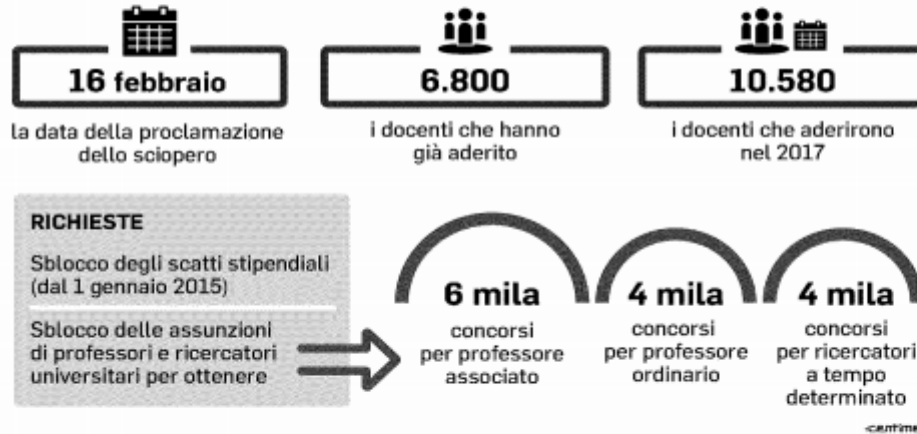 16 febbraio
la data della proclamazione
dello sciopero
6.800
i docenti che hanno
già aderito
10.580
i docenti che aderirono
nel 2017
RICHIESTE
Sblocco degli scatti stipendiali
(dal 1 gennaio 2015)
Sblocco delle assunzioni
di professori e ricercatori
universitari per ottenere
6 mila
concorsi
per professore
associato
4 mila
concorsi
per professore
ordinario
4 mila
concorsi
per ricercatori
a tempo
determinato